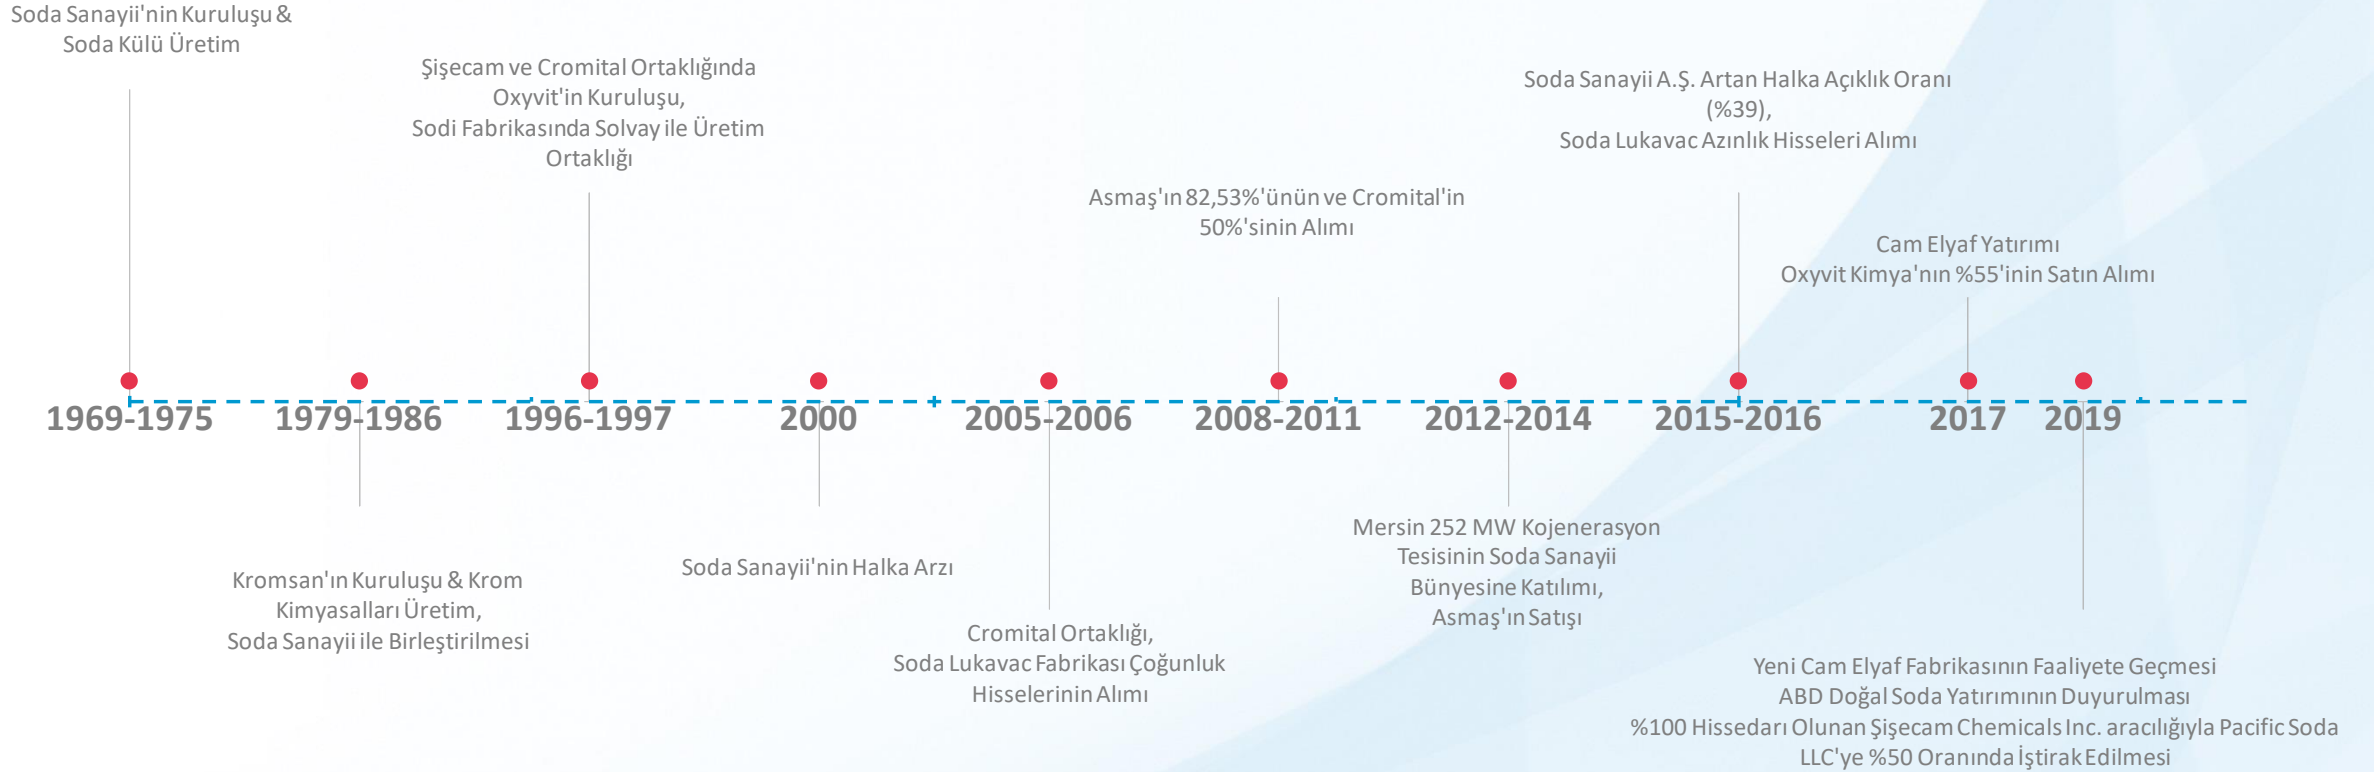 Soda Sanayii'nin Kuruluşu &
Soda Külü Üretim
Şişecam ve Cromital Ortaklığında
Oxyvit'in Kuruluşu,
Sodi Fabrikasında Solvay ile Üretim
Ortaklığı
Asmaş'ın 82,53%'ünün ve Cromital'in
50%'sinin Alımı
Soda Sanayii A.Ş. Artan Halka Açıklık Oranı
(%39),
Soda Lukavac Azınlık Hisseleri Alımı
Cam Elyaf Yatırımı
Oxyvit Kimya'nın %55'inin Satın Alımı
1969-1975 1979-1986 1996-1997 2000 2005-2006 2008-2011 2012-2014 2015-2016 2017 2019
Kromsan'ın Kuruluşu & Krom
Kimyasalları Üretim,
Soda Sanayii ile Birleştirilmesi
Soda Sanayii'nin Halka Arzı
Cromital Ortaklığı,
Soda Lukavac Fabrikası Çoğunluk
Hisselerinin Alımı
Mersin 252 MW Kojenerasyon
Tesisinin Soda Sanayii
Bünyesine Katılımı,
Asmaş'ın Satışı
Yeni Cam Elyaf Fabrikasının Faaliyete Geçmesi
ABD Doğal Soda Yatırımının Duyurulması
%100 Hissedarı Olunan Şişecam Chemicals Inc. aracılığıyla Pacific Soda
LLC'ye %50 Oranında İştirak Edilmesi